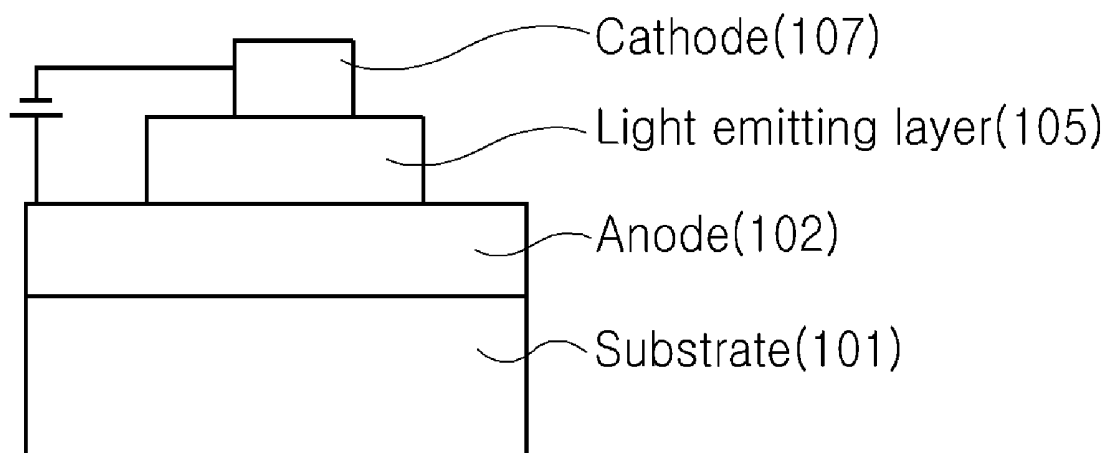 Cathode(107)
Light emitting layer(105)
Anode(102)
Substrate(101)